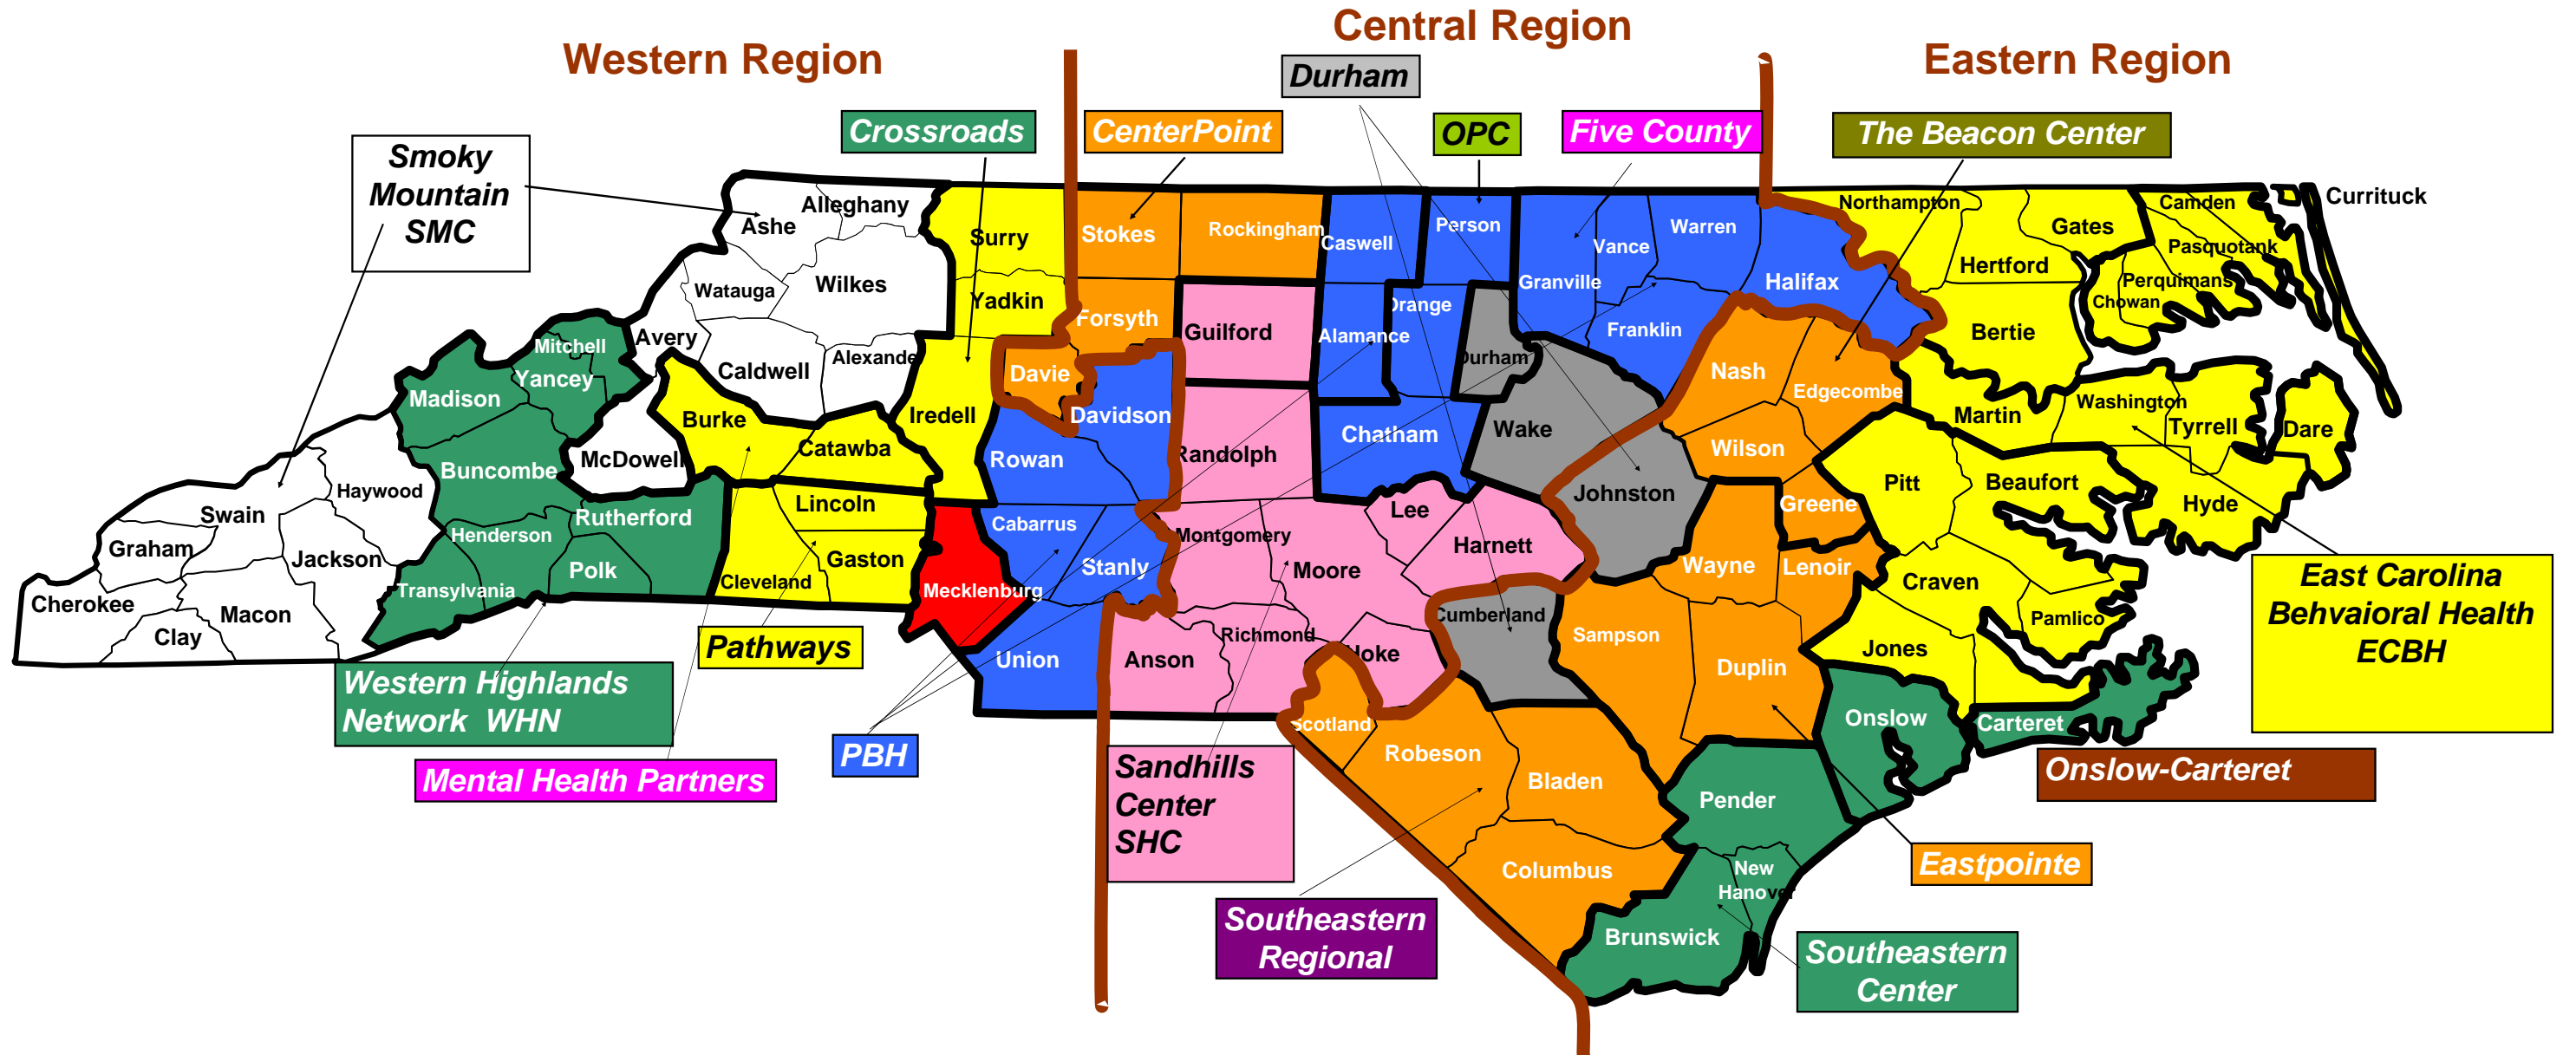 Central Region
Western Region
Eastern Region
Durham
Crossroads
CenterPoint
OPC
Five County
The Beacon Center
Smoky
Mountain
SMC
Currituck
Alleghany
Ashe
Surry
Stokes
Rockingham
Caswell
Person
Granville
Vance
Warren
Halifax
Northampton
Gates
Camden
Pasquotank
Perquimans
Chowan
Hertford
Bertie
Watauga
Wilkes
Yadkin
Forsyth
Guilford
Alamance
Orange
Durham
Franklin
Nash
Edgecombe
Martin
Washington
Tyrrell
Dare
Mitchell
Avery
Yancey
Madison
Caldwell
Alexande
Davie
Iredell
Davidson
Burke
Catawba
Rowan
Randolph
Chatham
Wake
Wilson
Johnston
Greene
Pitt
Beaufort
Hyde
Buncombe
McDowell
Haywood
Swain
Graham
Jackson
Cherokee
Macon
Clay
Henderson
Rutherford
Transylvania
Polk
Lincoln
Gaston
Cleveland
Mecklenburg
Cabarrus
Stanly
Union
Montgomery
Moore
Lee
Harnett
Anson
Richmond
Hoke
Cumberland
Sampson
Wayne
Lenoir
Duplin
Craven
Pamlico
Jones
Onslow
Carteret
Scotland
Robeson
Bladen
Columbus
Pender
New
Hanover
Brunswick
East Carolina
Behvaioral Health
ECBH
Pathways
Western Highlands
Network WHN
Mental Health Partners
PBH
Sandhills
Center
SHC
Onslow-Carteret
Eastpointe
Southeastern
Regional
Southeastern
Center